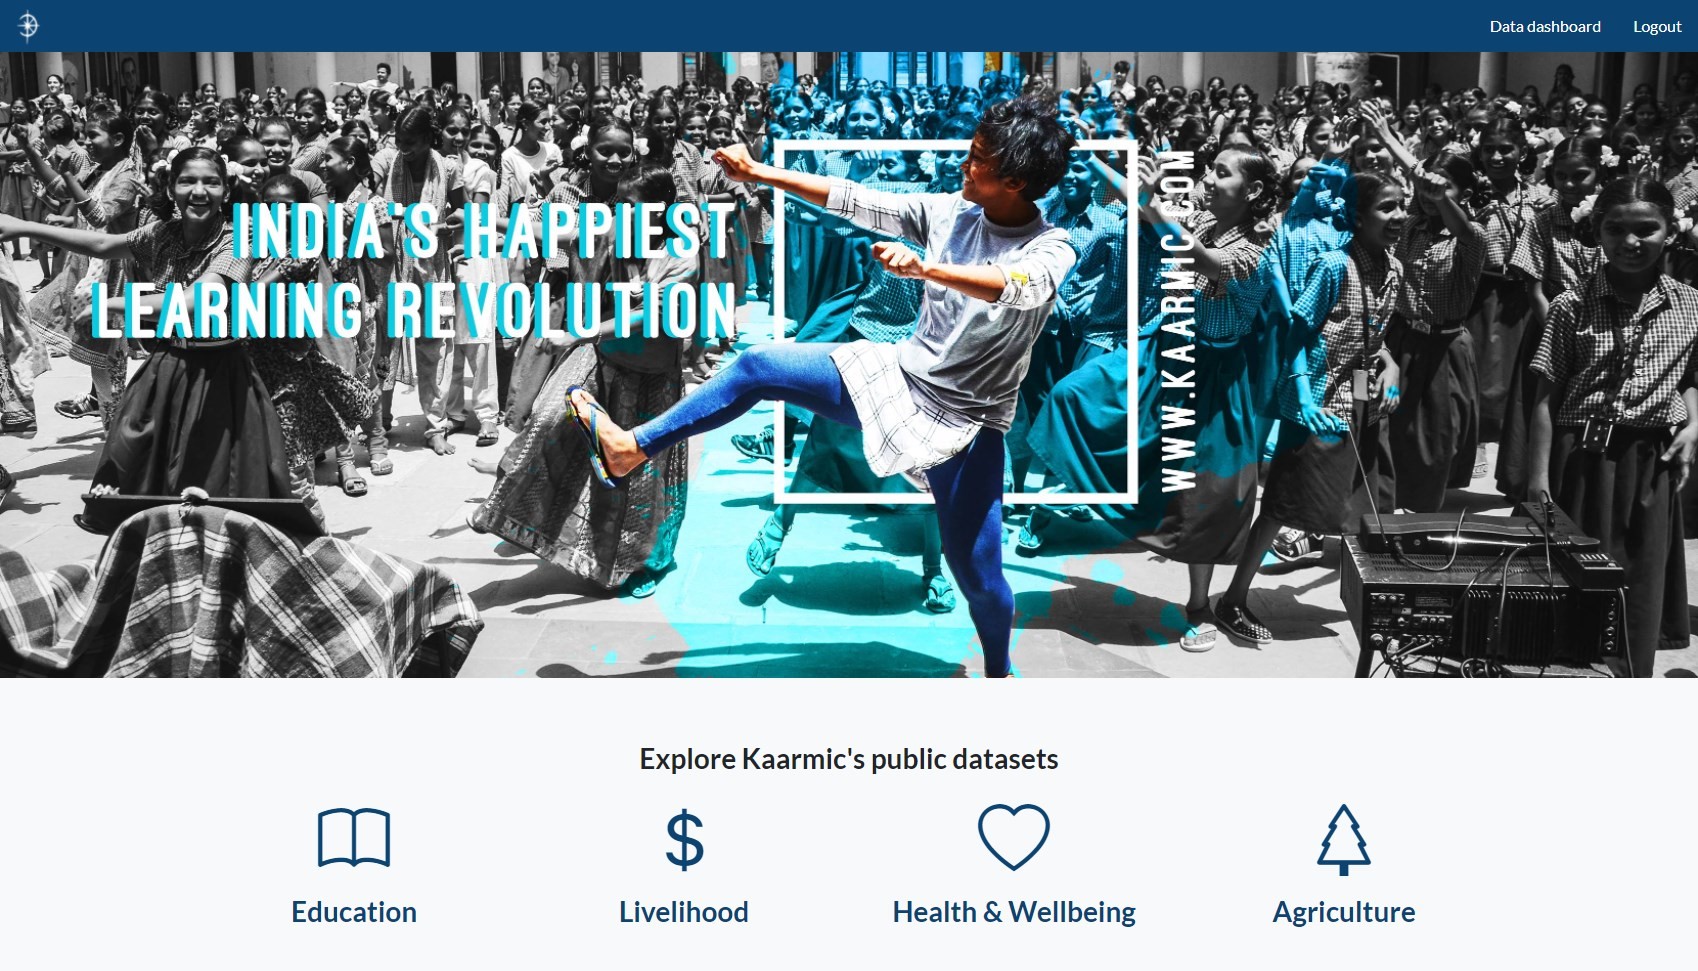 Data dashboard
Logout
INDIA'S HAPPIEST
LEARNING REVOLUTION
WWW.KAARMIC.COM
Explore Kaarmic's public datasets
Education
Livelihood
Health & Wellbeing
Agriculture